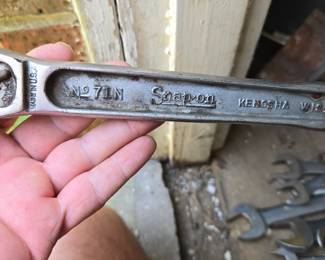 Nº 71N Snap-on KENOSHA WIS